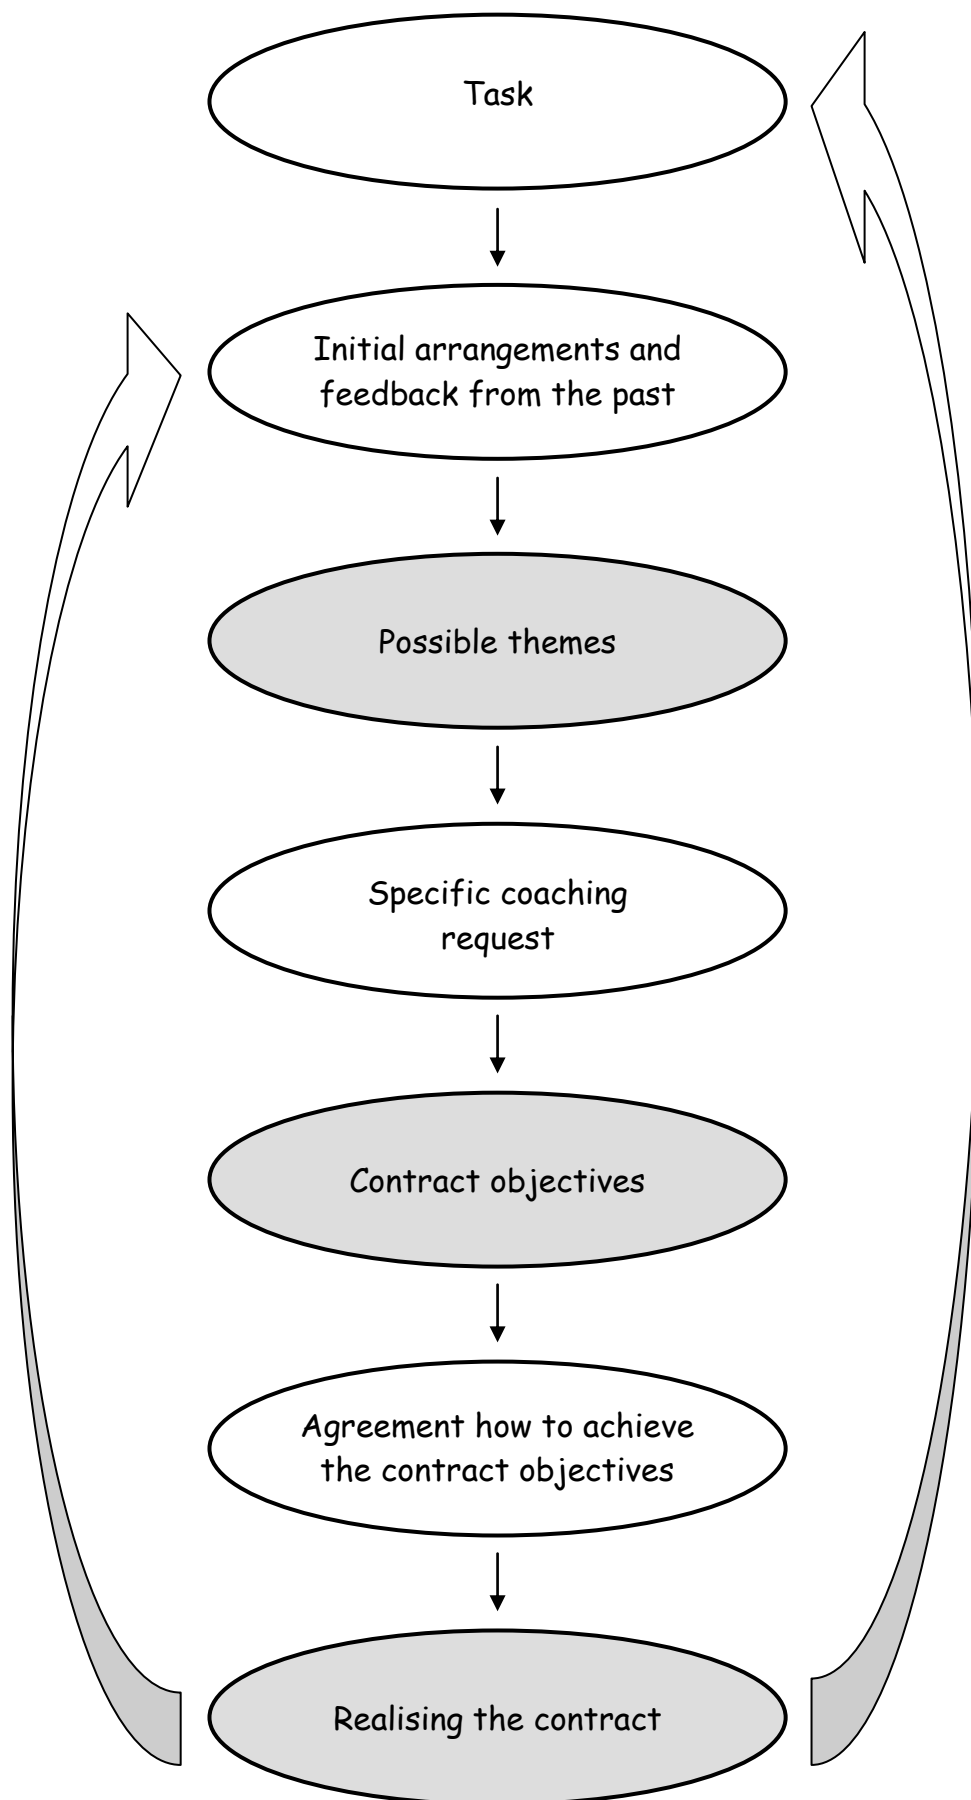 Task
Initial arrangements and
feedback from the past
Possible themes
Specific coaching
request
Contract objectives
Agreement how to achieve
the contract objectives
Realising the contract